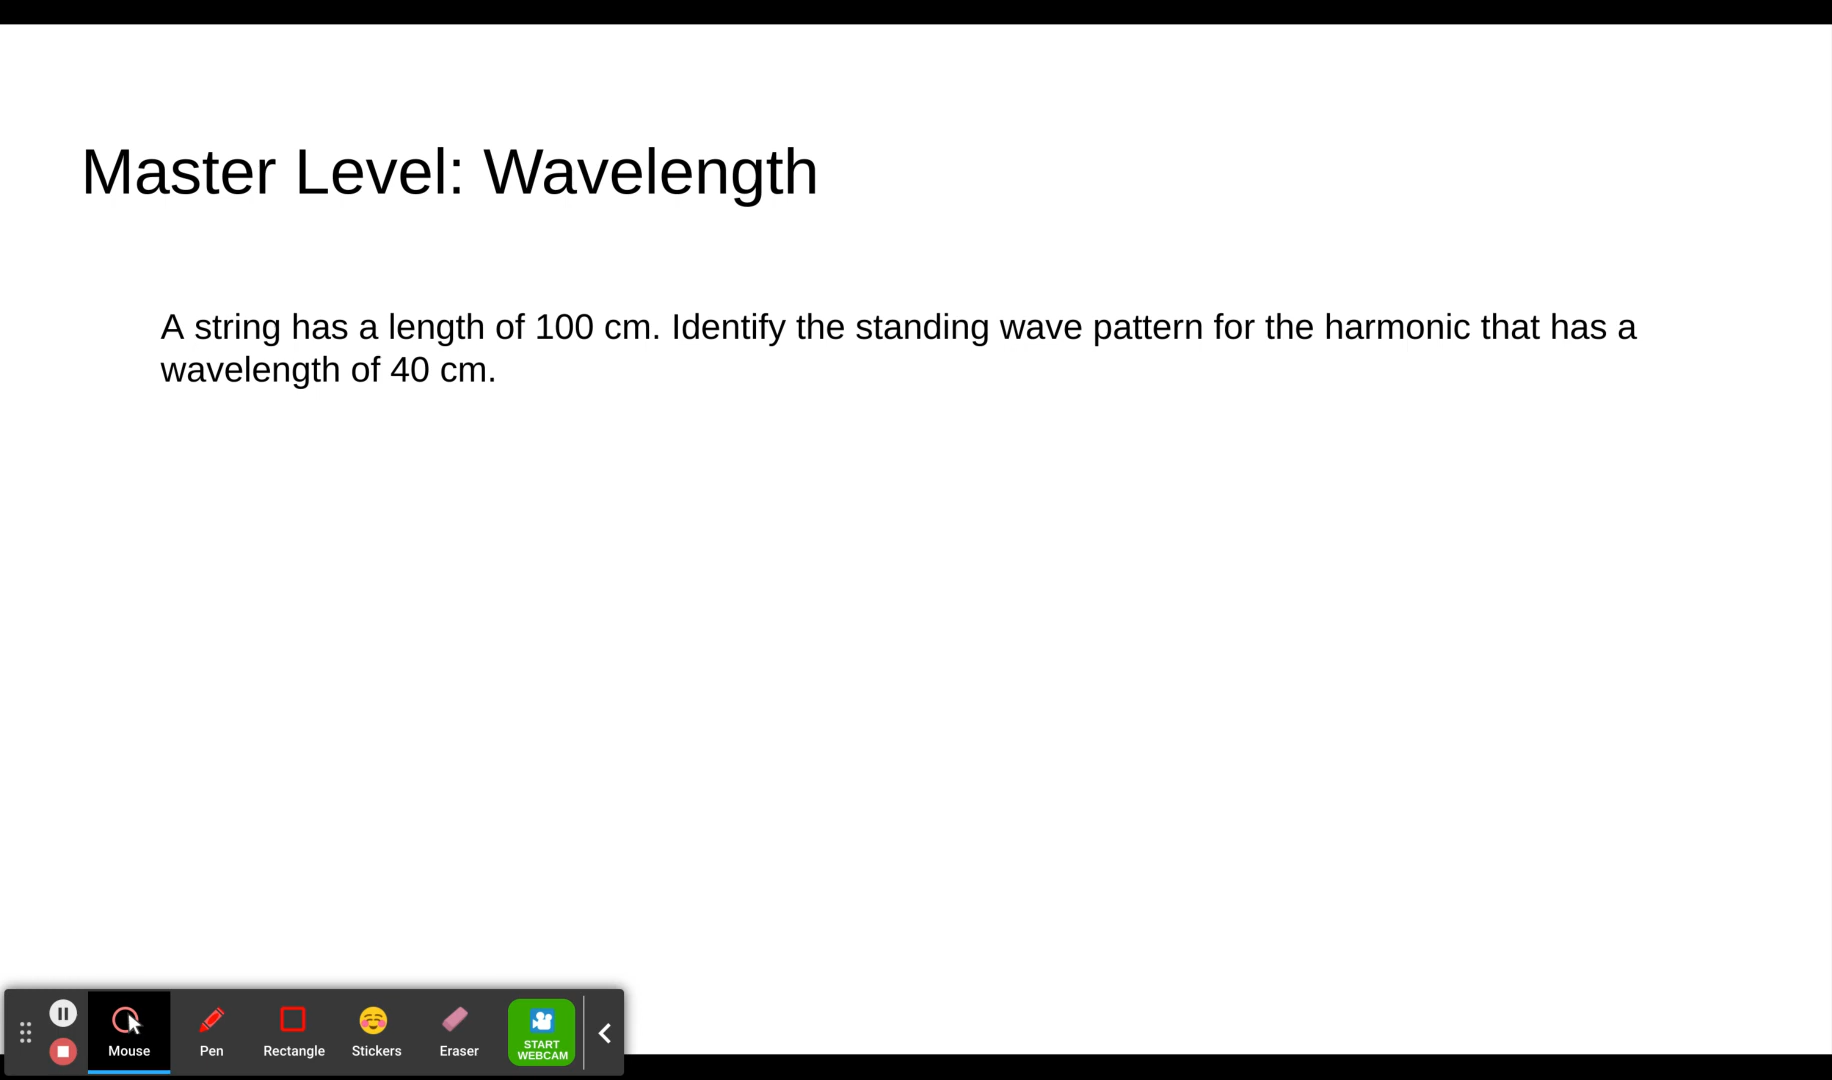 Master Level: Wavelength
A string has a length of 100 cm. Identify the standing wave pattern for the harmonic that has a
wavelength of 40 cm.
Mouse
Pen
Rectangle
Stickers
Eraser
START
WEBCAM